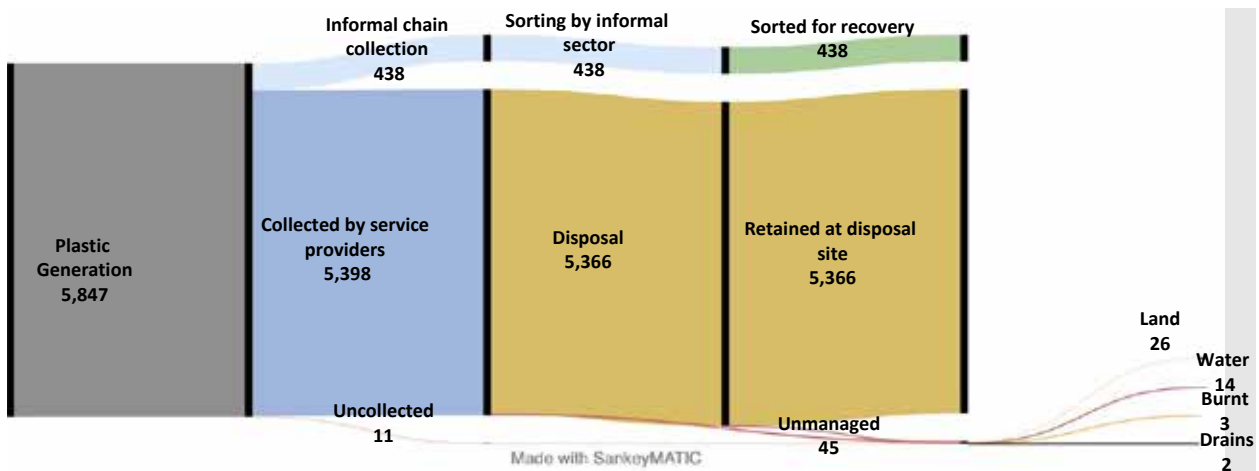 Informal chain
collection
438
Sorting by informal
sector
438
Sorted for recovery
438
Plastic
Generation
5,847
Collected by service
providers
5,398
Disposal
5,366
Retained at disposal
site
5,366
Uncollected
11
Unmanaged
45
Land
26
Water
14
Burnt
3
Drains
2
Made with SankeyMATIC